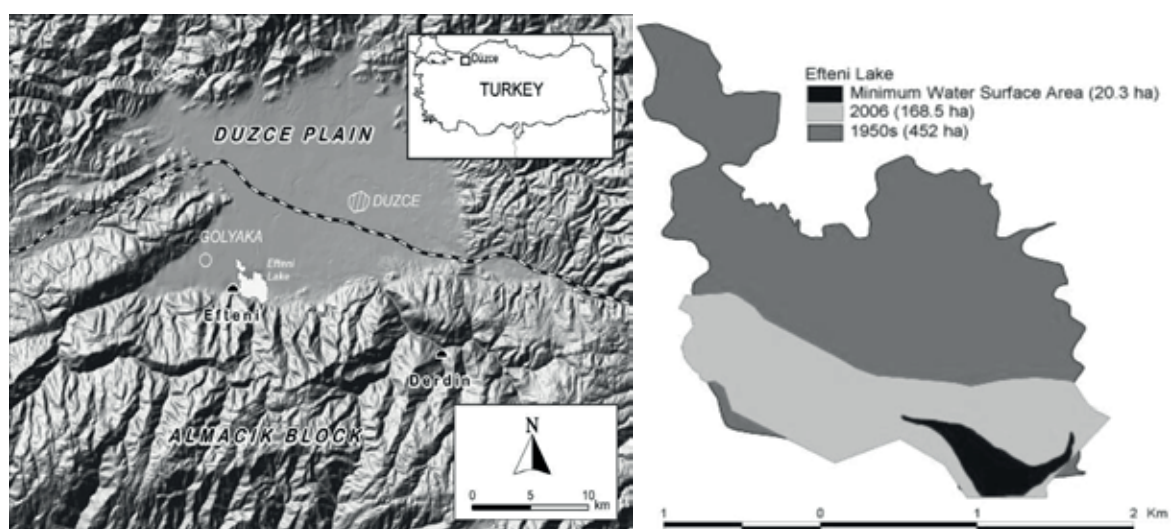 Düzce
TURKEY
DUZCE PLAIN
DUZCE
GOLYAKA
Efteni
Lake
Efteni
Derdin
ALMACIK BLOCK
N
0 5 10
km
Efteni Lake
Minimum Water Surface Area (20.3 ha)
2006 (168.5 ha)
1950s (452 ha)
1 0 1 2 Km